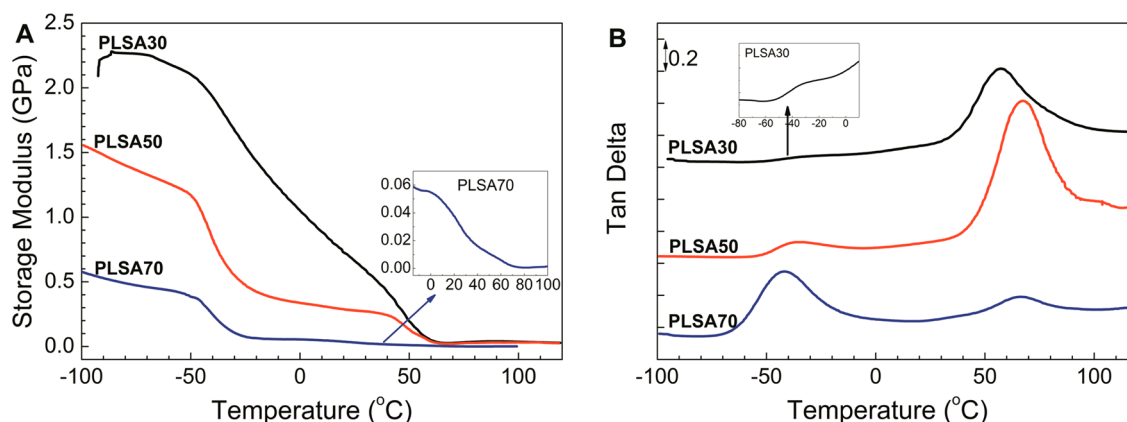 A
2.5
PLSA30
2.0
PLSA50
1.5
1.0
PLSA70
0.5
0.0
Storage Modulus (GPa)
-100 -50 0 50 100
Temperature (°C)
PLSA70
0.06
0.04
0.02
0.00
0 20 40 60 80 100
B
0.2
PLSA30
-80 -60 -40 -20 0
PLSA30
PLSA50
PLSA70
Tan Delta
-100 -50 0 50 100
Temperature (°C)